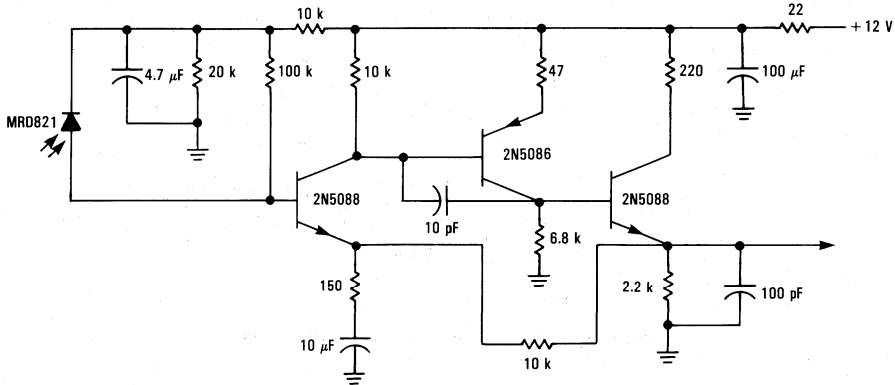 10 k
22
+12 V
4.7 µF
20 k
100 k
10 k
47
220
100 µF
MRD821
2N5086
2N5088
2N5088
10 pF
6.8 k
150
2.2 k
100 pF
10 µF
10 k